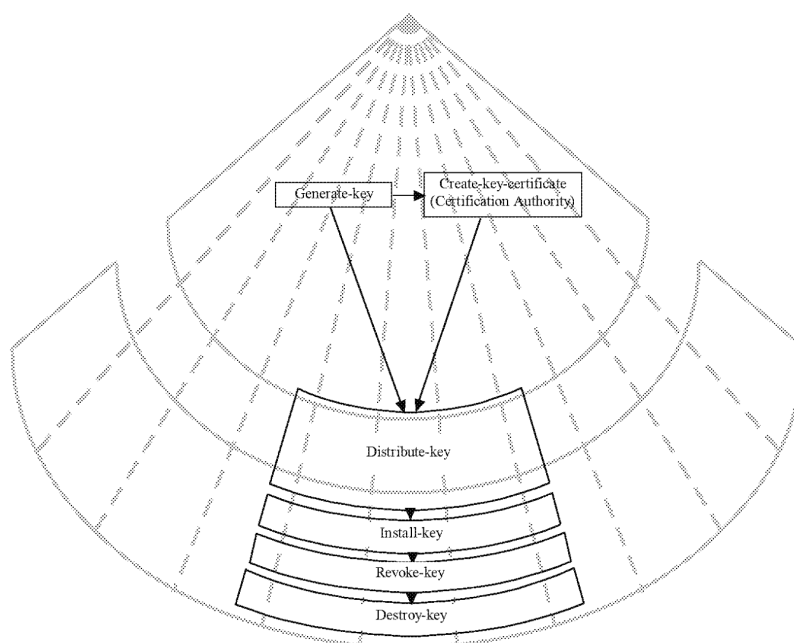 Generate-key
Create-key-certificate
(Certification Authority)
Distribute-key
Install-key
Revoke-key
Destroy-key